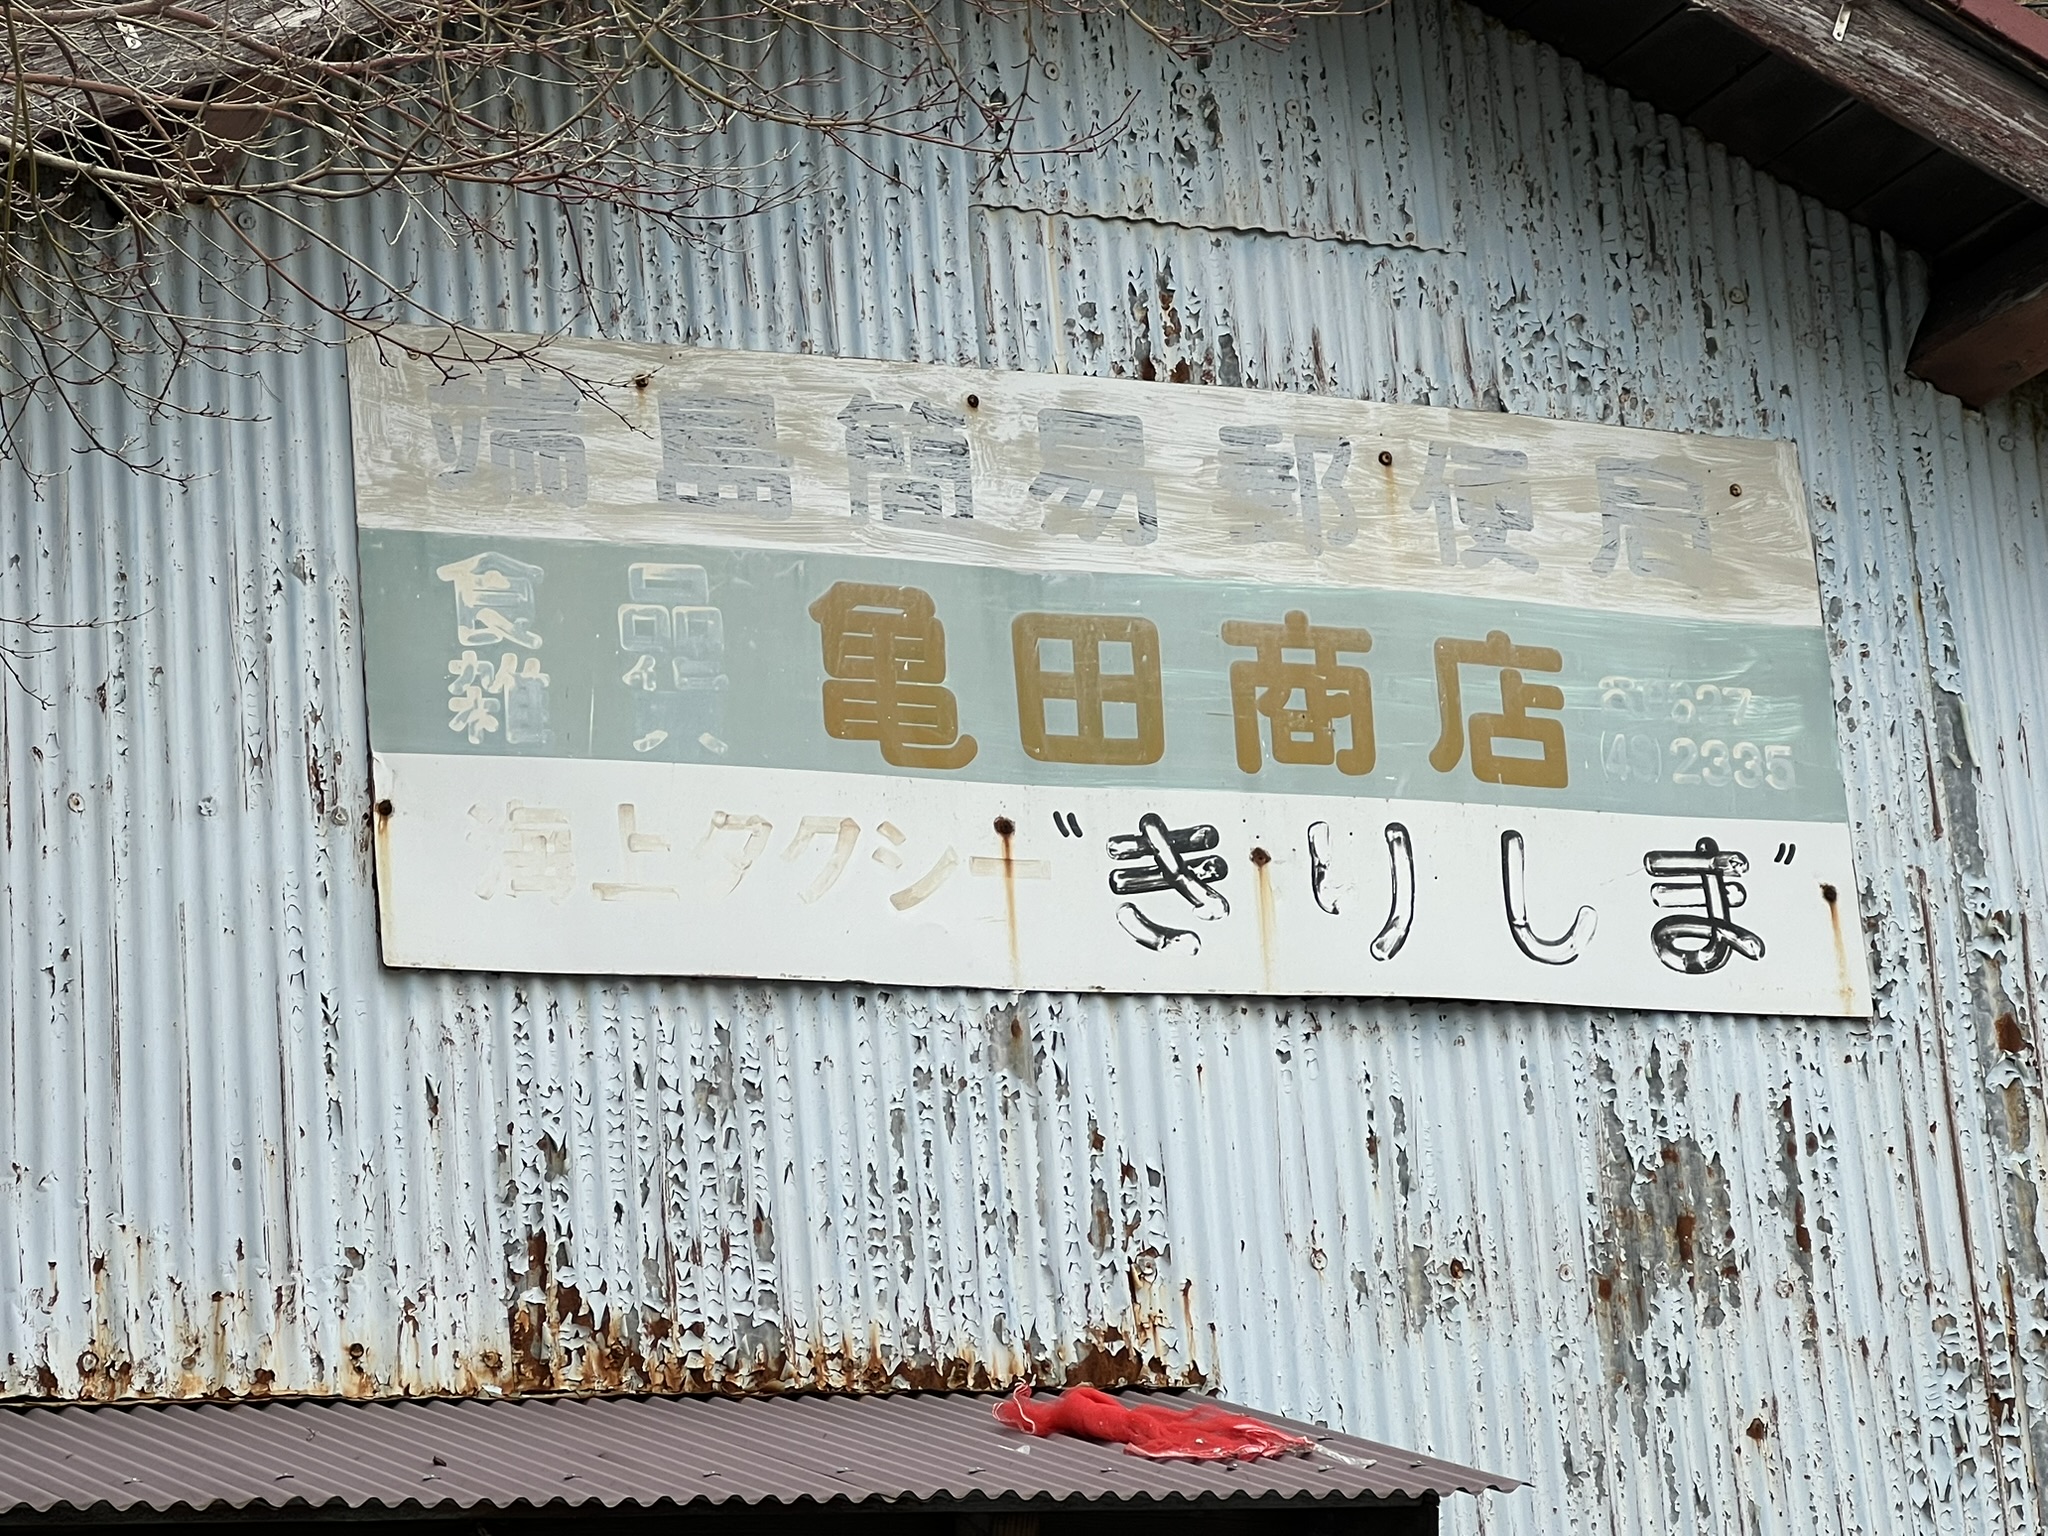 端島簡易郵便局
食品
雑貨
亀田商店
(49)2335
海上タクシー〝きりしま〟